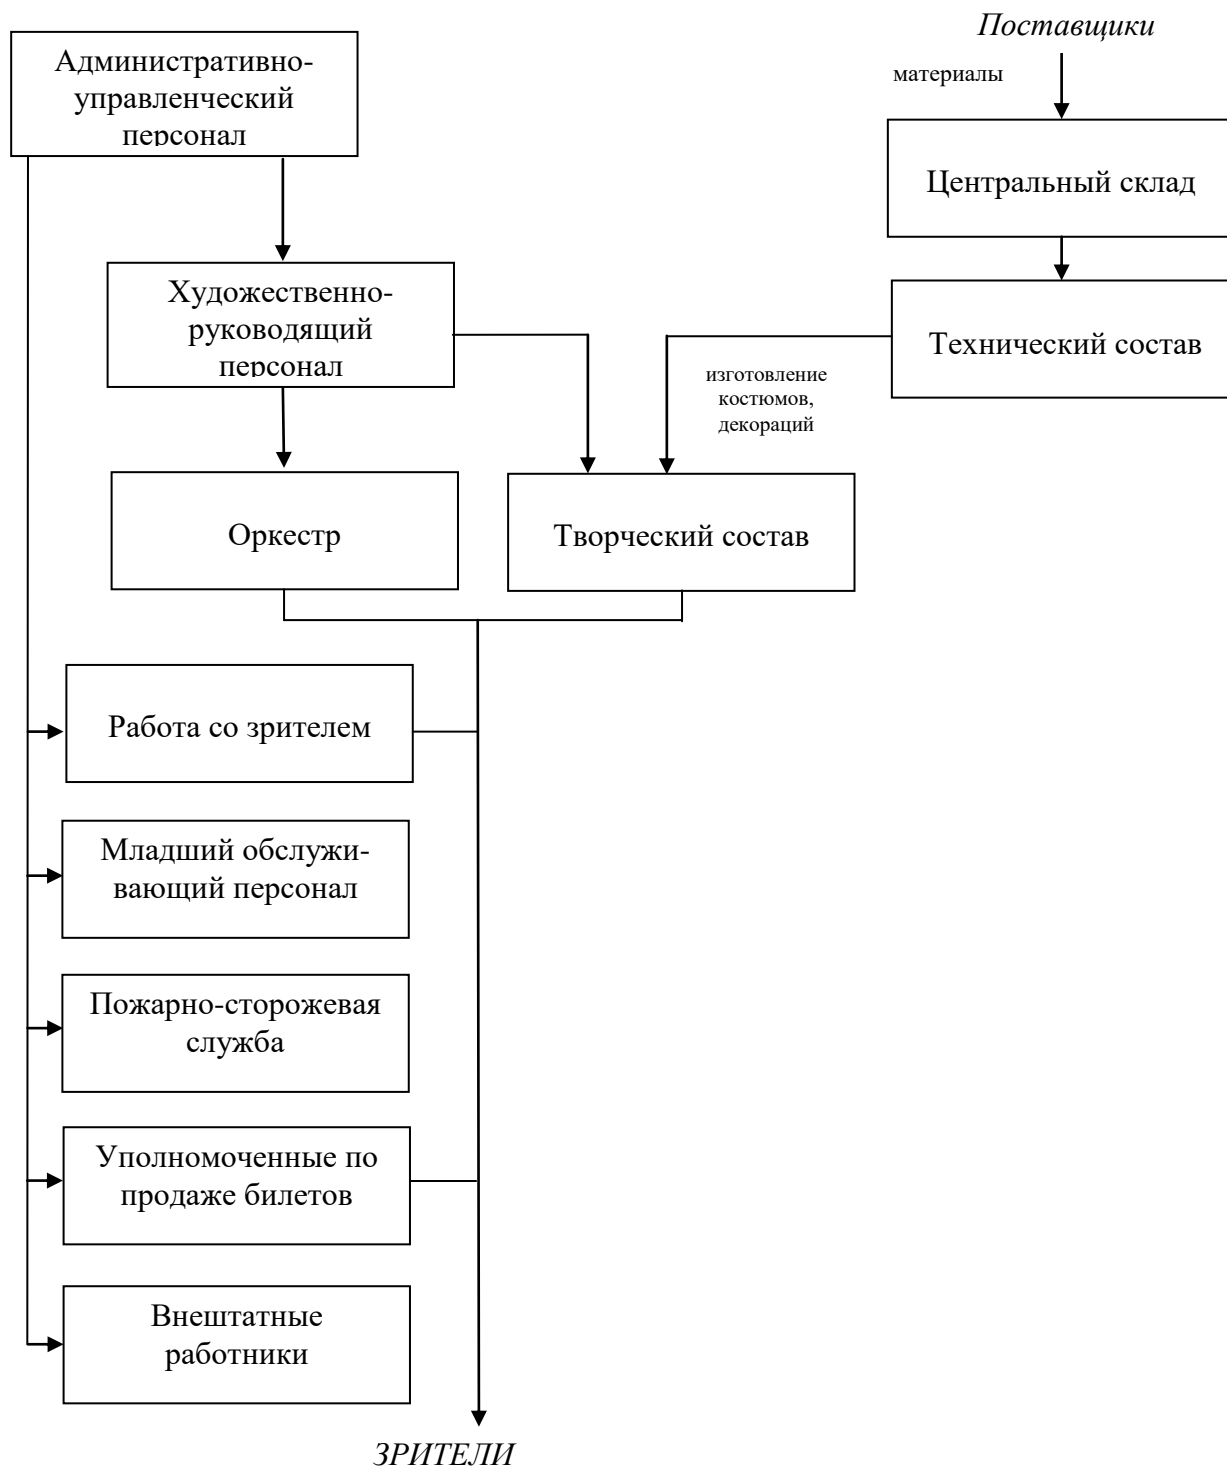 Поставщики
Административно-
управленческий
персонал
материалы
Центральный склад
Художественно-
руководящий
персонал
Технический состав
изготовление
костюмов,
декораций
Оркестр
Творческий состав
Работа со зрителем
Младший обслужи-
вающий персонал
Пожарно-сторожевая
служба
Уполномоченные по
продаже билетов
Внештатные
работники
ЗРИТЕЛИ